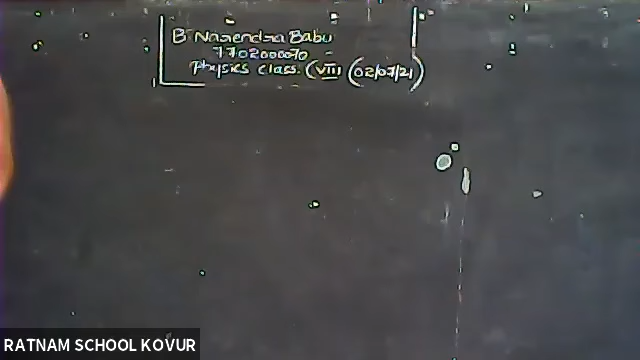 B Narendra Babu
7702000070
Physics Class (VIII (02/07/21)
RATNAM SCHOOL KOVUR